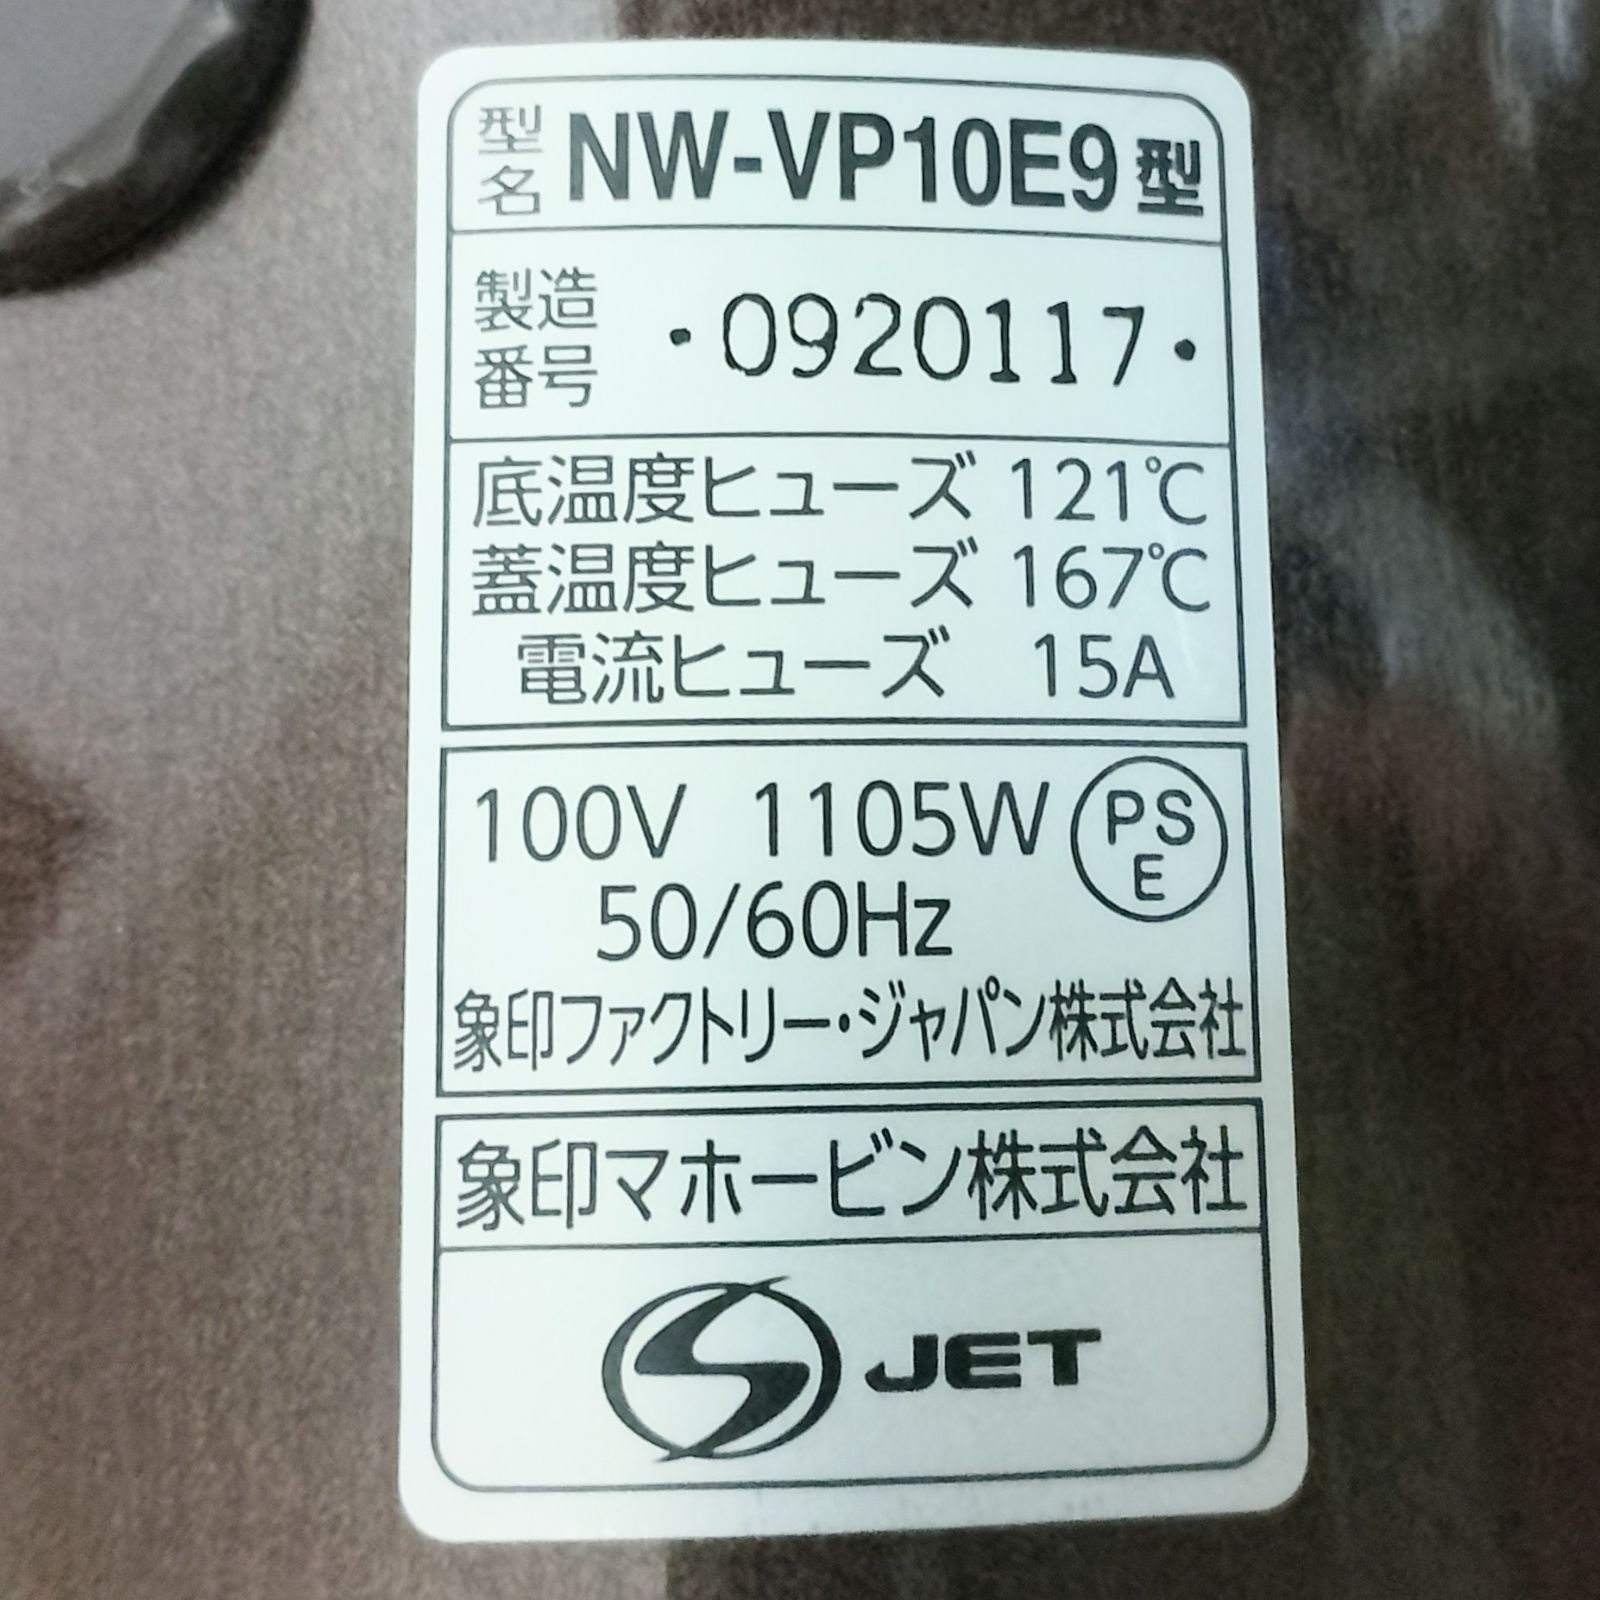 型名 NW-VP10E9型
製造番号 ・0920117・
底温度ヒューズ 121℃
蓋温度ヒューズ 167℃
電流ヒューズ 15A
100V 1105W PSE
50/60Hz
象印ファクトリー・ジャパン株式会社
象印マホービン株式会社
S JET